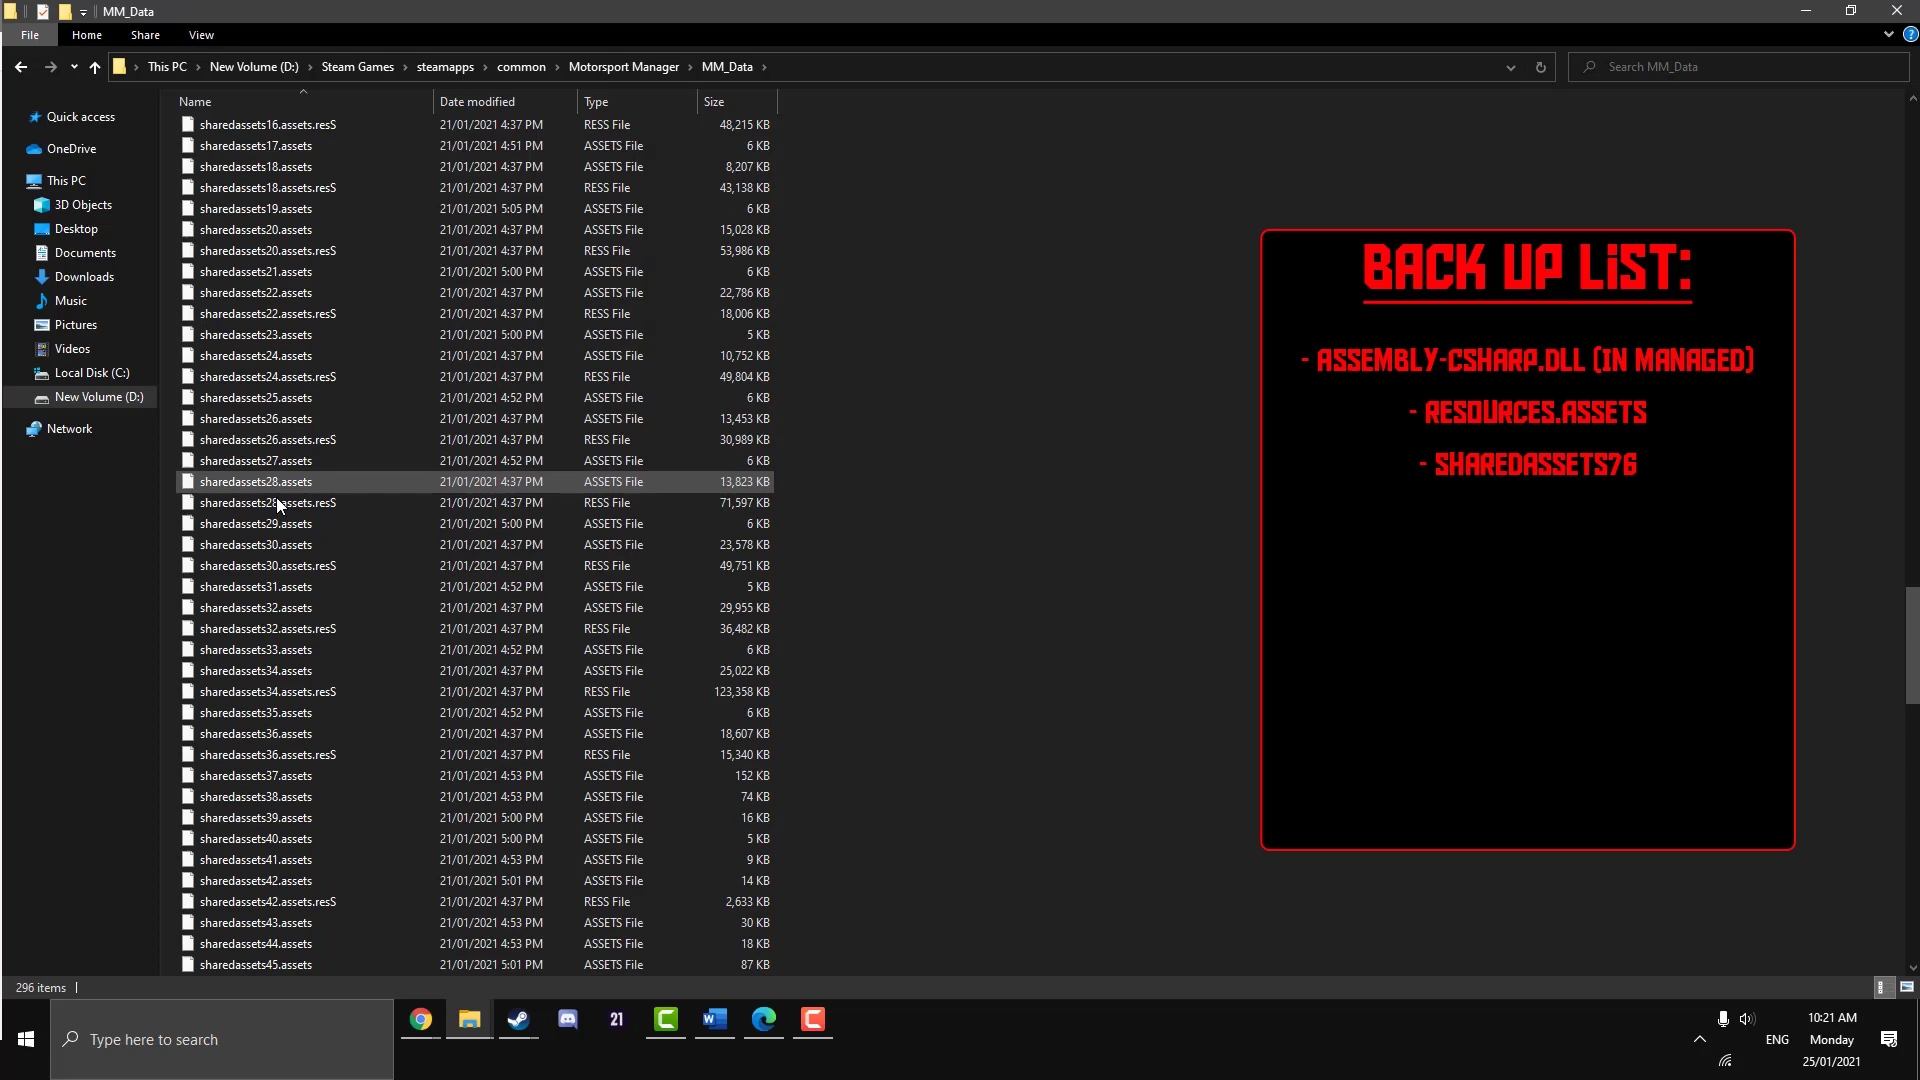 MM_Data
File Home Share View
This PC New Volume (D:) Steam Games steamapps common Motorsport Manager MM_Data
Search MM_Data
Name Date modified Type Size
Quick access
OneDrive
This PC
3D Objects
Desktop
Documents
Downloads
Music
Pictures
Videos
Local Disk (C:)
New Volume (D:)
Network
sharedassets16.assets.resS 21/01/2021 4:37 PM RESS File 48,215 KB
sharedassets17.assets 21/01/2021 4:51 PM ASSETS File 6 KB
sharedassets18.assets 21/01/2021 4:37 PM ASSETS File 8,207 KB
sharedassets18.assets.resS 21/01/2021 4:37 PM RESS File 43,138 KB
sharedassets19.assets 21/01/2021 5:05 PM ASSETS File 6 KB
sharedassets20.assets 21/01/2021 4:37 PM ASSETS File 15,028 KB
sharedassets20.assets.resS 21/01/2021 4:37 PM RESS File 53,986 KB
sharedassets21.assets 21/01/2021 5:00 PM ASSETS File 6 KB
sharedassets22.assets 21/01/2021 4:37 PM ASSETS File 22,786 KB
sharedassets22.assets.resS 21/01/2021 4:37 PM RESS File 18,006 KB
sharedassets23.assets 21/01/2021 5:00 PM ASSETS File 5 KB
sharedassets24.assets 21/01/2021 4:37 PM ASSETS File 10,752 KB
sharedassets24.assets.resS 21/01/2021 4:37 PM RESS File 49,804 KB
sharedassets25.assets 21/01/2021 4:52 PM ASSETS File 6 KB
sharedassets26.assets 21/01/2021 4:37 PM ASSETS File 13,453 KB
sharedassets26.assets.resS 21/01/2021 4:37 PM RESS File 30,989 KB
sharedassets27.assets 21/01/2021 4:52 PM ASSETS File 6 KB
sharedassets28.assets 21/01/2021 4:37 PM ASSETS File 13,823 KB
sharedassets28.assets.resS 21/01/2021 4:37 PM RESS File 71,597 KB
sharedassets29.assets 21/01/2021 5:00 PM ASSETS File 6 KB
sharedassets30.assets 21/01/2021 4:37 PM ASSETS File 23,578 KB
sharedassets30.assets.resS 21/01/2021 4:37 PM RESS File 49,751 KB
sharedassets31.assets 21/01/2021 4:52 PM ASSETS File 5 KB
sharedassets32.assets 21/01/2021 4:37 PM ASSETS File 29,955 KB
sharedassets32.assets.resS 21/01/2021 4:37 PM RESS File 36,482 KB
sharedassets33.assets 21/01/2021 4:52 PM ASSETS File 6 KB
sharedassets34.assets 21/01/2021 4:37 PM ASSETS File 25,022 KB
sharedassets34.assets.resS 21/01/2021 4:37 PM RESS File 123,358 KB
sharedassets35.assets 21/01/2021 4:52 PM ASSETS File 6 KB
sharedassets36.assets 21/01/2021 4:37 PM ASSETS File 18,607 KB
sharedassets36.assets.resS 21/01/2021 4:37 PM RESS File 15,340 KB
sharedassets37.assets 21/01/2021 4:53 PM ASSETS File 152 KB
sharedassets38.assets 21/01/2021 4:53 PM ASSETS File 74 KB
sharedassets39.assets 21/01/2021 5:00 PM ASSETS File 16 KB
sharedassets40.assets 21/01/2021 5:00 PM ASSETS File 5 KB
sharedassets41.assets 21/01/2021 4:53 PM ASSETS File 9 KB
sharedassets42.assets 21/01/2021 5:01 PM ASSETS File 14 KB
sharedassets42.assets.resS 21/01/2021 4:37 PM RESS File 2,633 KB
sharedassets43.assets 21/01/2021 4:53 PM ASSETS File 30 KB
sharedassets44.assets 21/01/2021 4:53 PM ASSETS File 18 KB
sharedassets45.assets 21/01/2021 5:01 PM ASSETS File 87 KB
BACK UP LiST:
- ASSEMBLY-CSHARP.DLL (IN MANAGED)
- RESOURCES.ASSETS
- SHAREDASSETS76
296 items
Type here to search
21
10:21 AM
ENG Monday
25/01/2021